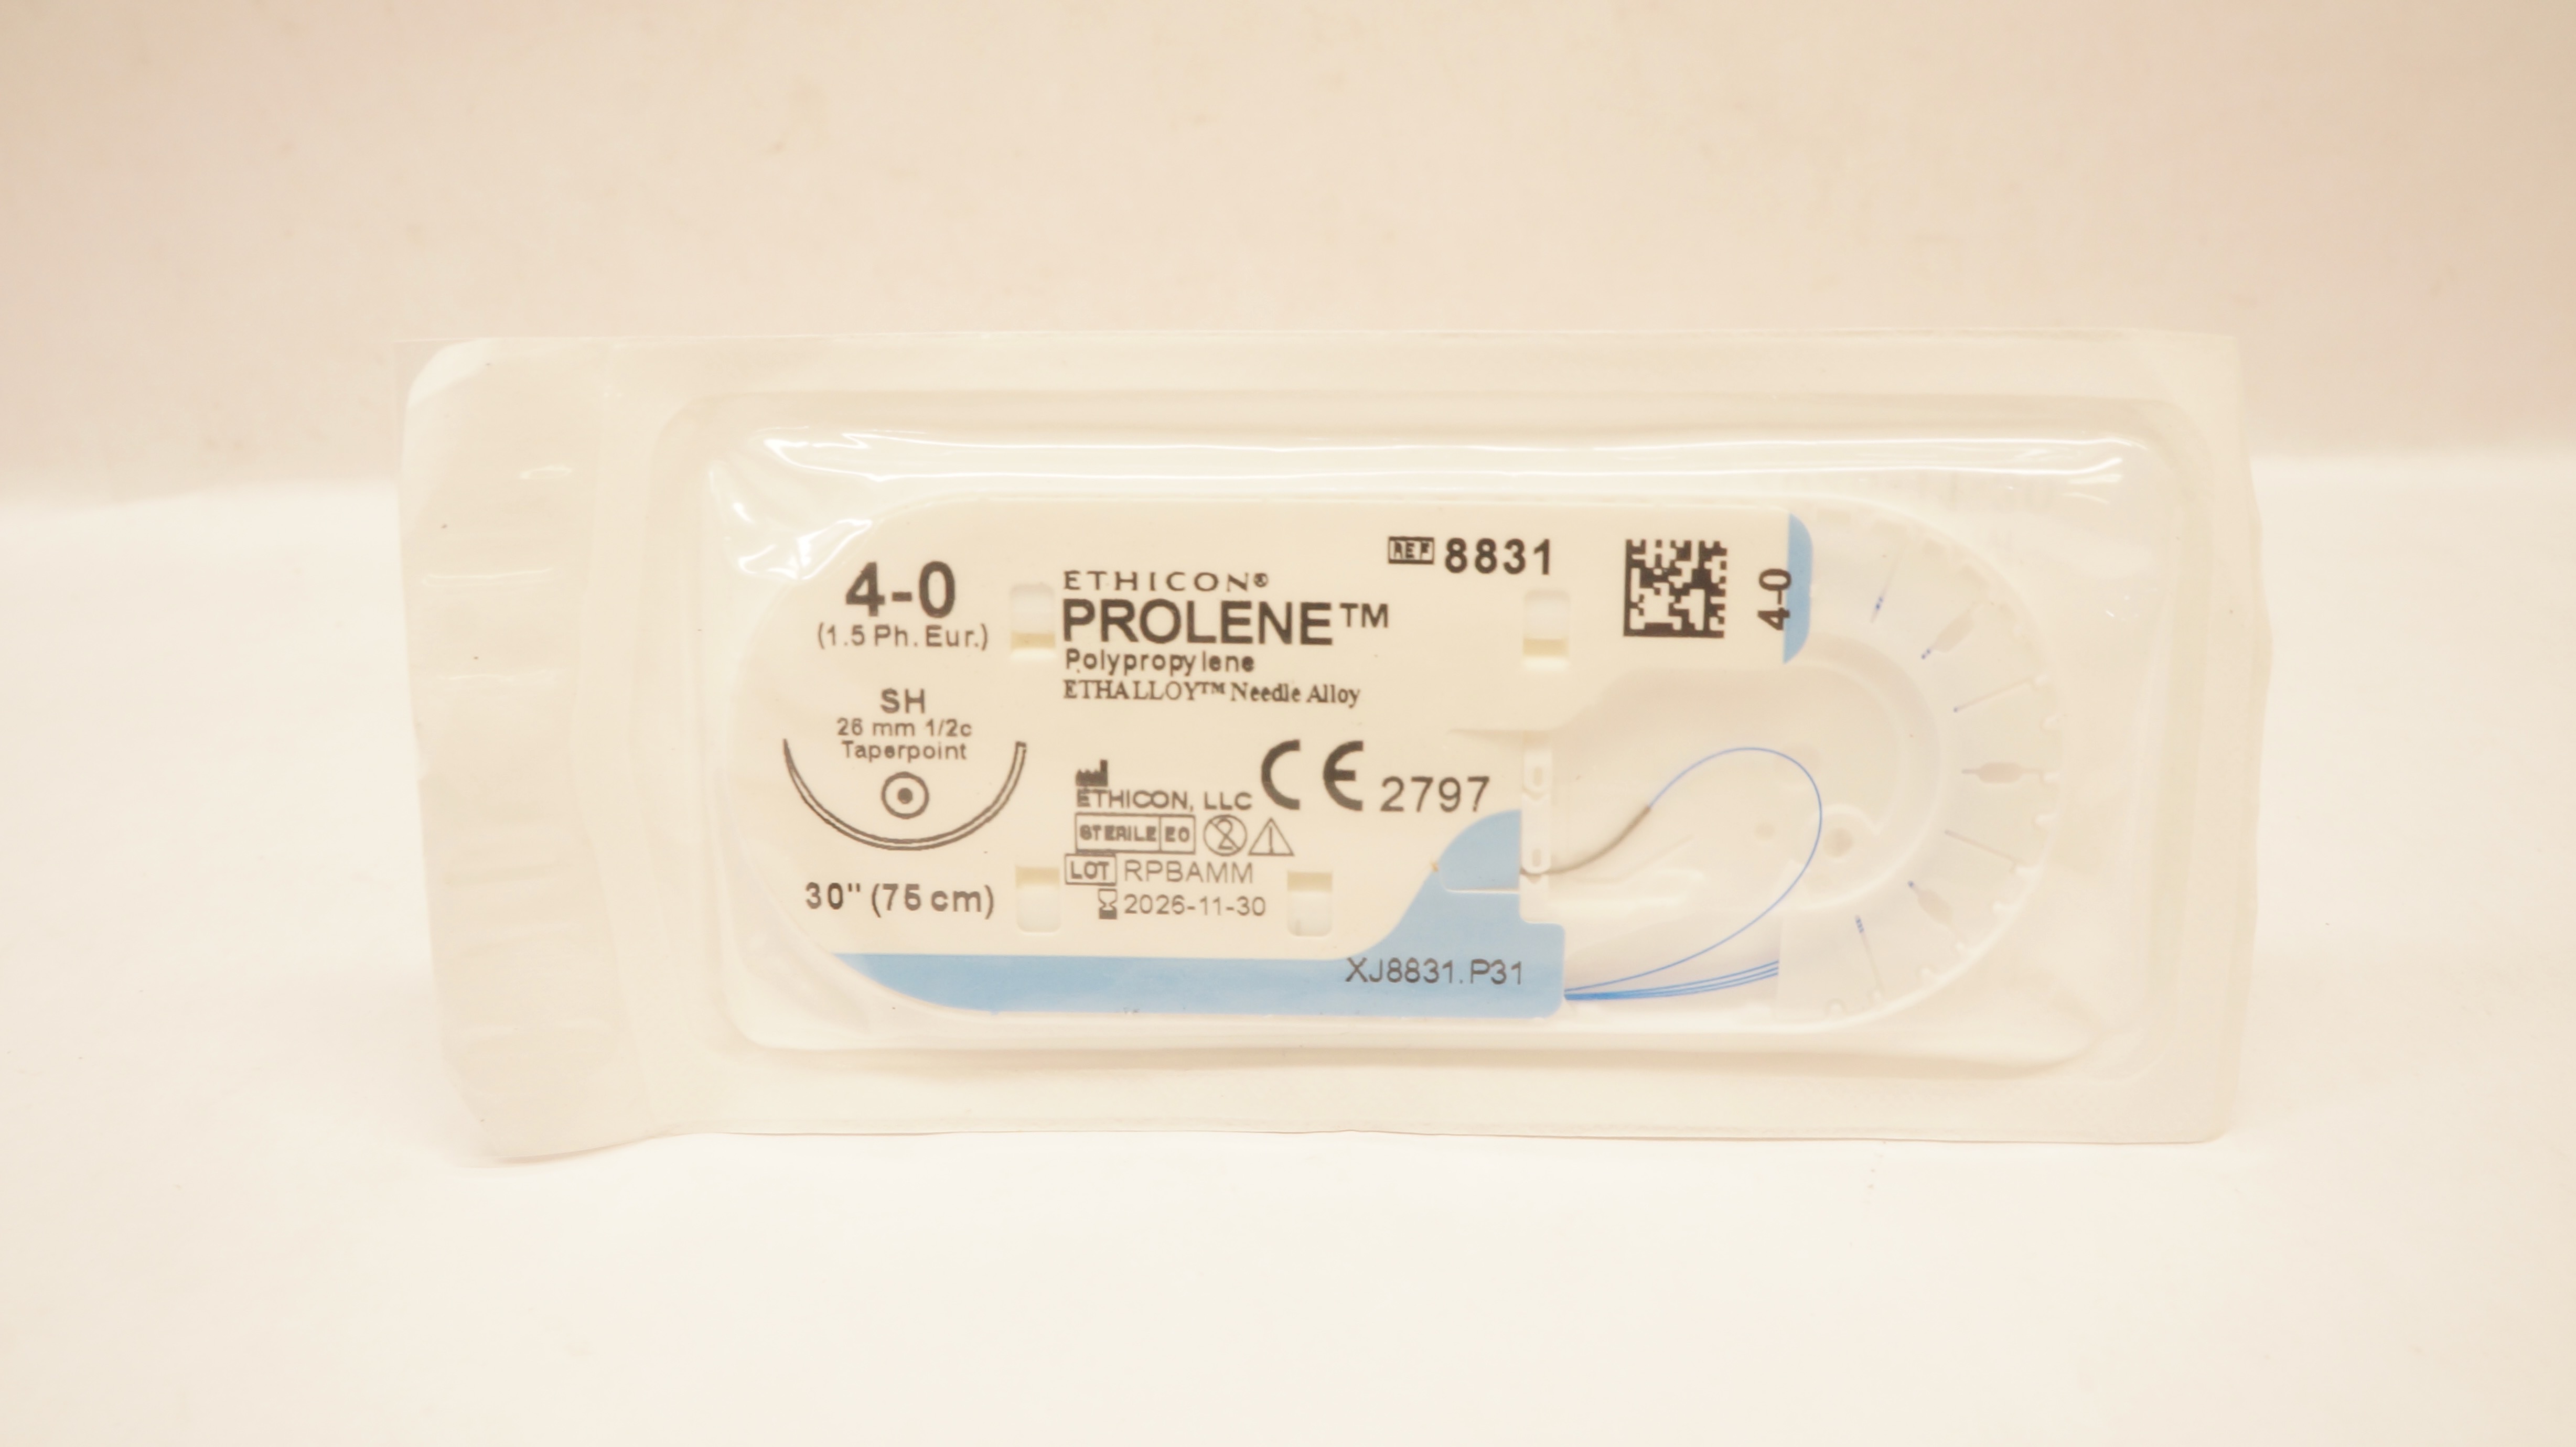 4-0
(1.5 Ph. Eur.)
SH
26 mm 1/2c
Taperpoint
30" (75 cm)
REF 8831
ETHICON®
PROLENE™
Polypropylene
ETHALLOY™ Needle Alloy
ETHICON, LLC
CE 2797
STERILE EO
2
LOT RPBAMM
2026-11-30
XJ8831.P31
4-0